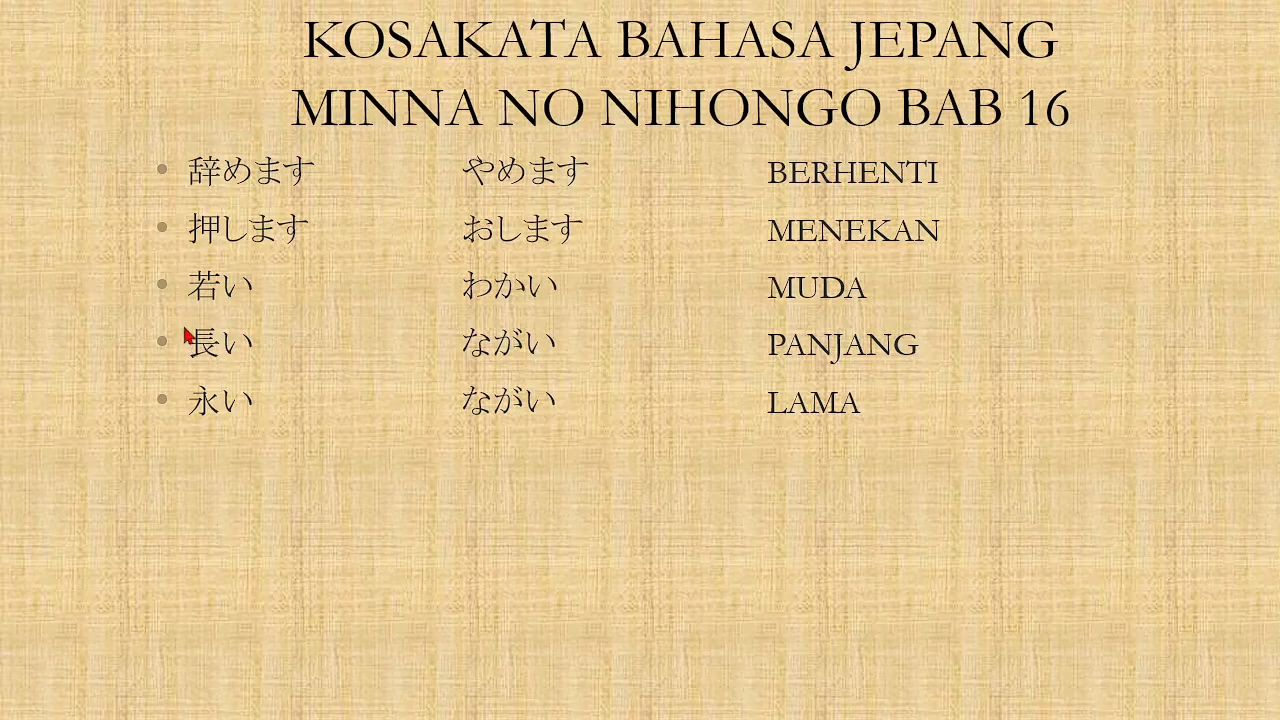 KOSAKATA BAHASA JEPANG
MINNA NO NIHONGO BAB 16
• 辞めます やめます BERHENTI
• 押します おします MENEKAN
• 若い わかい MUDA
• 長い ながい PANJANG
• 永い ながい LAMA